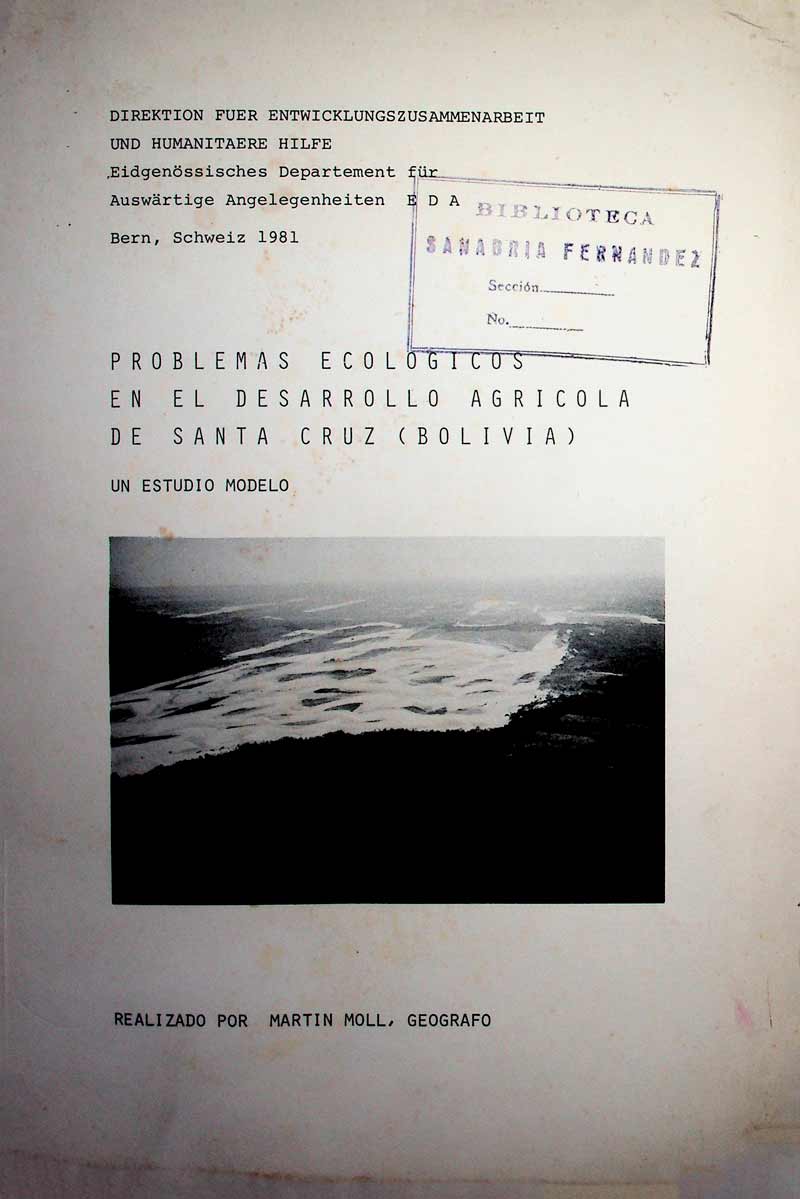 DIREKTION FUER ENTWICKLUNGSZUSAMMENARBEIT
UND HUMANITAERE HILFE
Eidgenössisches Departement für
Auswärtige Angelegenheiten E D A
Bern, Schweiz 1981
BIBLIOTECA
SANABRIA FERNANDEZ
Sección
No.
PROBLEMAS ECOLOGICOS
EN EL DESARROLLO AGRICOLA
DE SANTA CRUZ (BOLIVIA)
UN ESTUDIO MODELO
REALIZADO POR MARTIN MOLL, GEOGRAFO